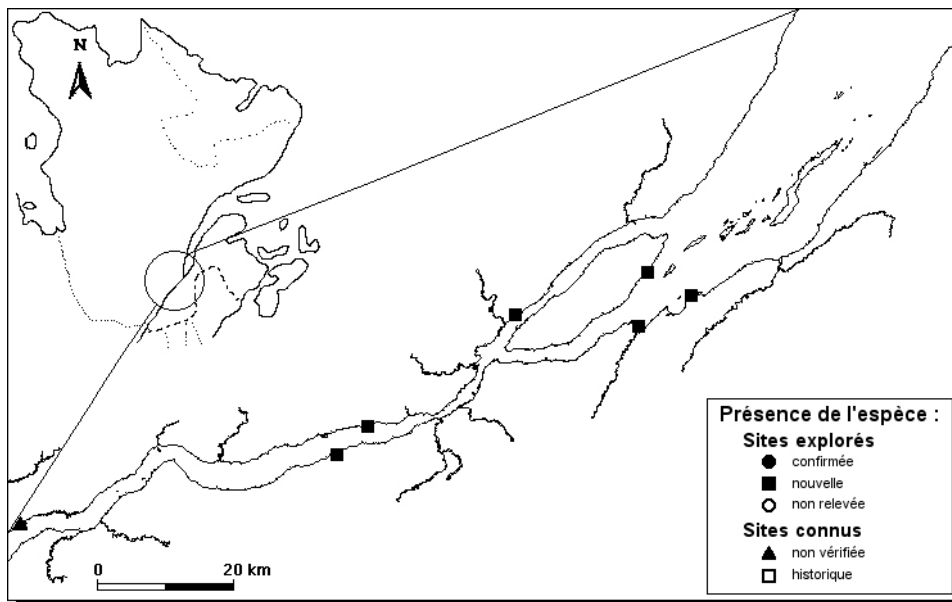 N
Présence de l'espèce :
Sites explorés
confirmée
nouvelle
non relevée
Sites connus
non vérifiée
historique
0 20 km